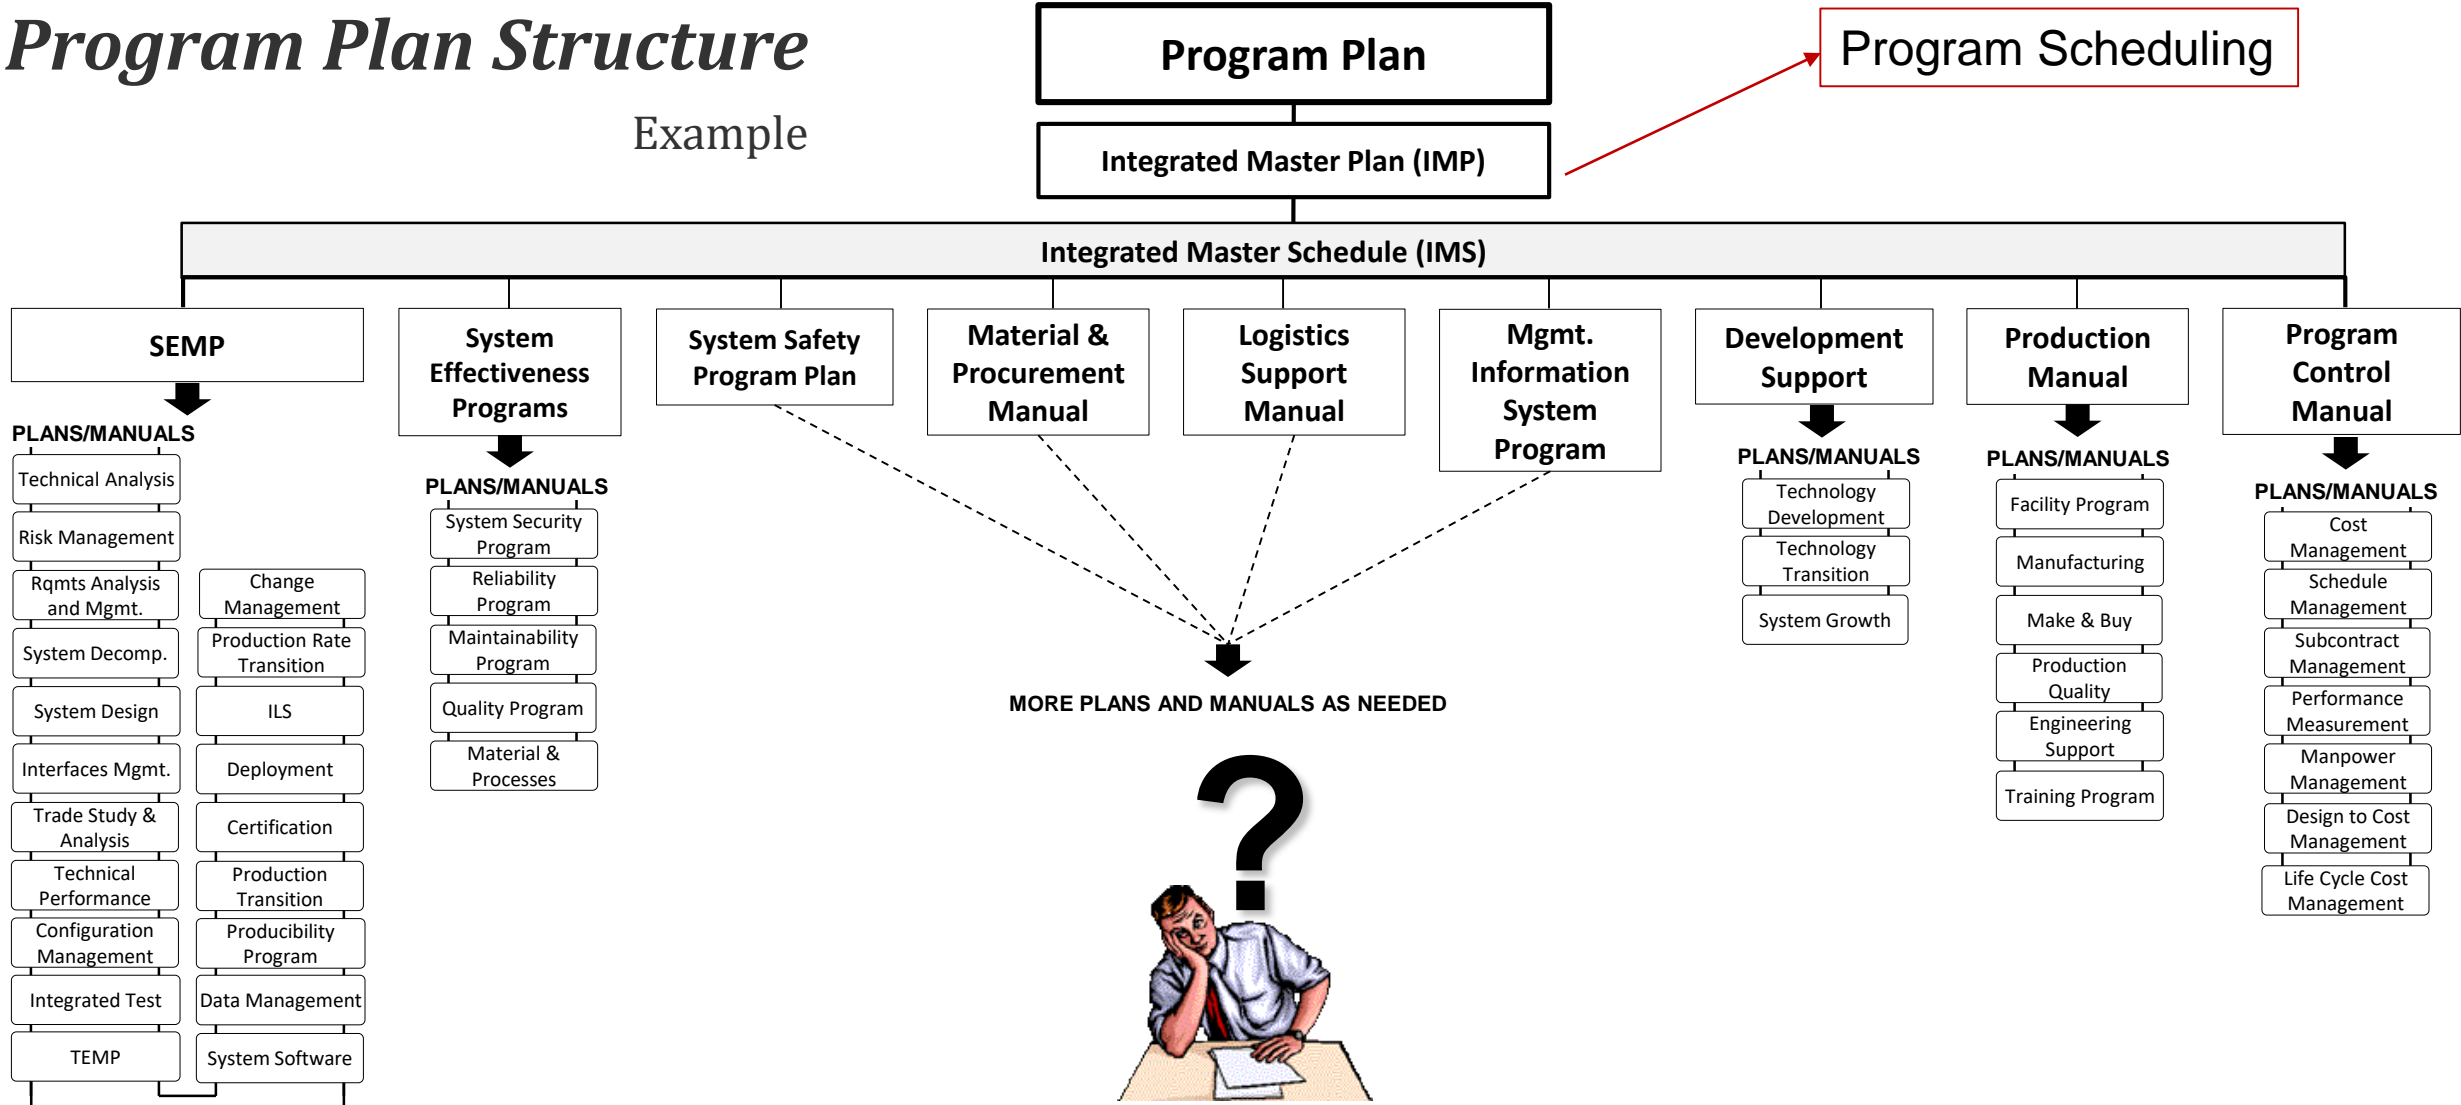 Program Plan Structure
Example
Program Plan
Program Scheduling
Integrated Master Plan (IMP)
Integrated Master Schedule (IMS)
SEMP
PLANS/MANUALS
Technical Analysis
Risk Management
Rqmts Analysis
and Mgmt.
System Decomp.
System Design
Interfaces Mgmt.
Trade Study &
Analysis
Technical
Performance
Configuration
Management
Integrated Test
TEMP
Change
Management
Production Rate
Transition
ILS
Deployment
Certification
Production
Transition
Producibility
Program
Data Management
System Software
System
Effectiveness
Programs
PLANS/MANUALS
System Security
Program
Reliability
Program
Maintainability
Program
Quality Program
Material &
Processes
System Safety
Program Plan
Material &
Procurement
Manual
Logistics
Support
Manual
Mgmt.
Information
System
Program
MORE PLANS AND MANUALS AS NEEDED
?
Development
Support
PLANS/MANUALS
Technology
Development
Technology
Transition
System Growth
Production
Manual
PLANS/MANUALS
Facility Program
Manufacturing
Make & Buy
Production
Quality
Engineering
Support
Training Program
Program
Control
Manual
PLANS/MANUALS
Cost
Management
Schedule
Management
Subcontract
Management
Performance
Measurement
Manpower
Management
Design to Cost
Management
Life Cycle Cost
Management